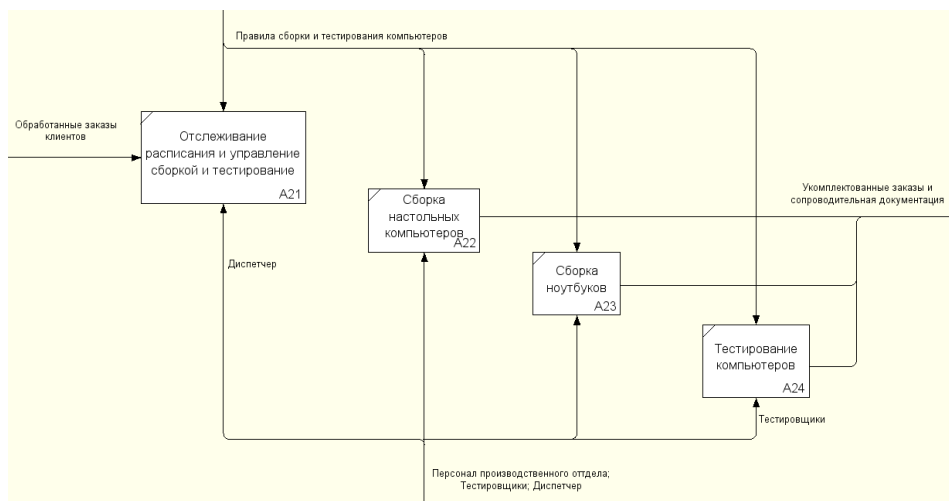 Правила сборки и тестирования компьютеров
Обработанные заказы
клиентов
Отслеживание
расписания и управление
сборкой и тестирование
A21
Укомплектованные заказы и
сопроводительная документация
Сборка
настольных
компьютеров
A22
Диспетчер
Сборка
ноутбуков
A23
Тестирование
компьютеров
A24
Тестировщики
Персонал производственного оттдела;
Тестировщики; Диспетчер